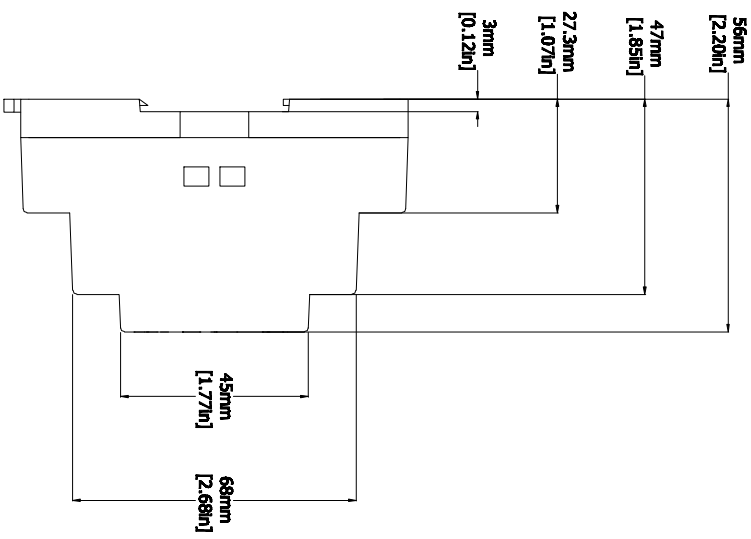 56mm
[2.20in]
47mm
[1.85in]
27.3mm
[1.07in]
3mm
[0.12in]
45mm
[1.77in]
68mm
[2.68in]